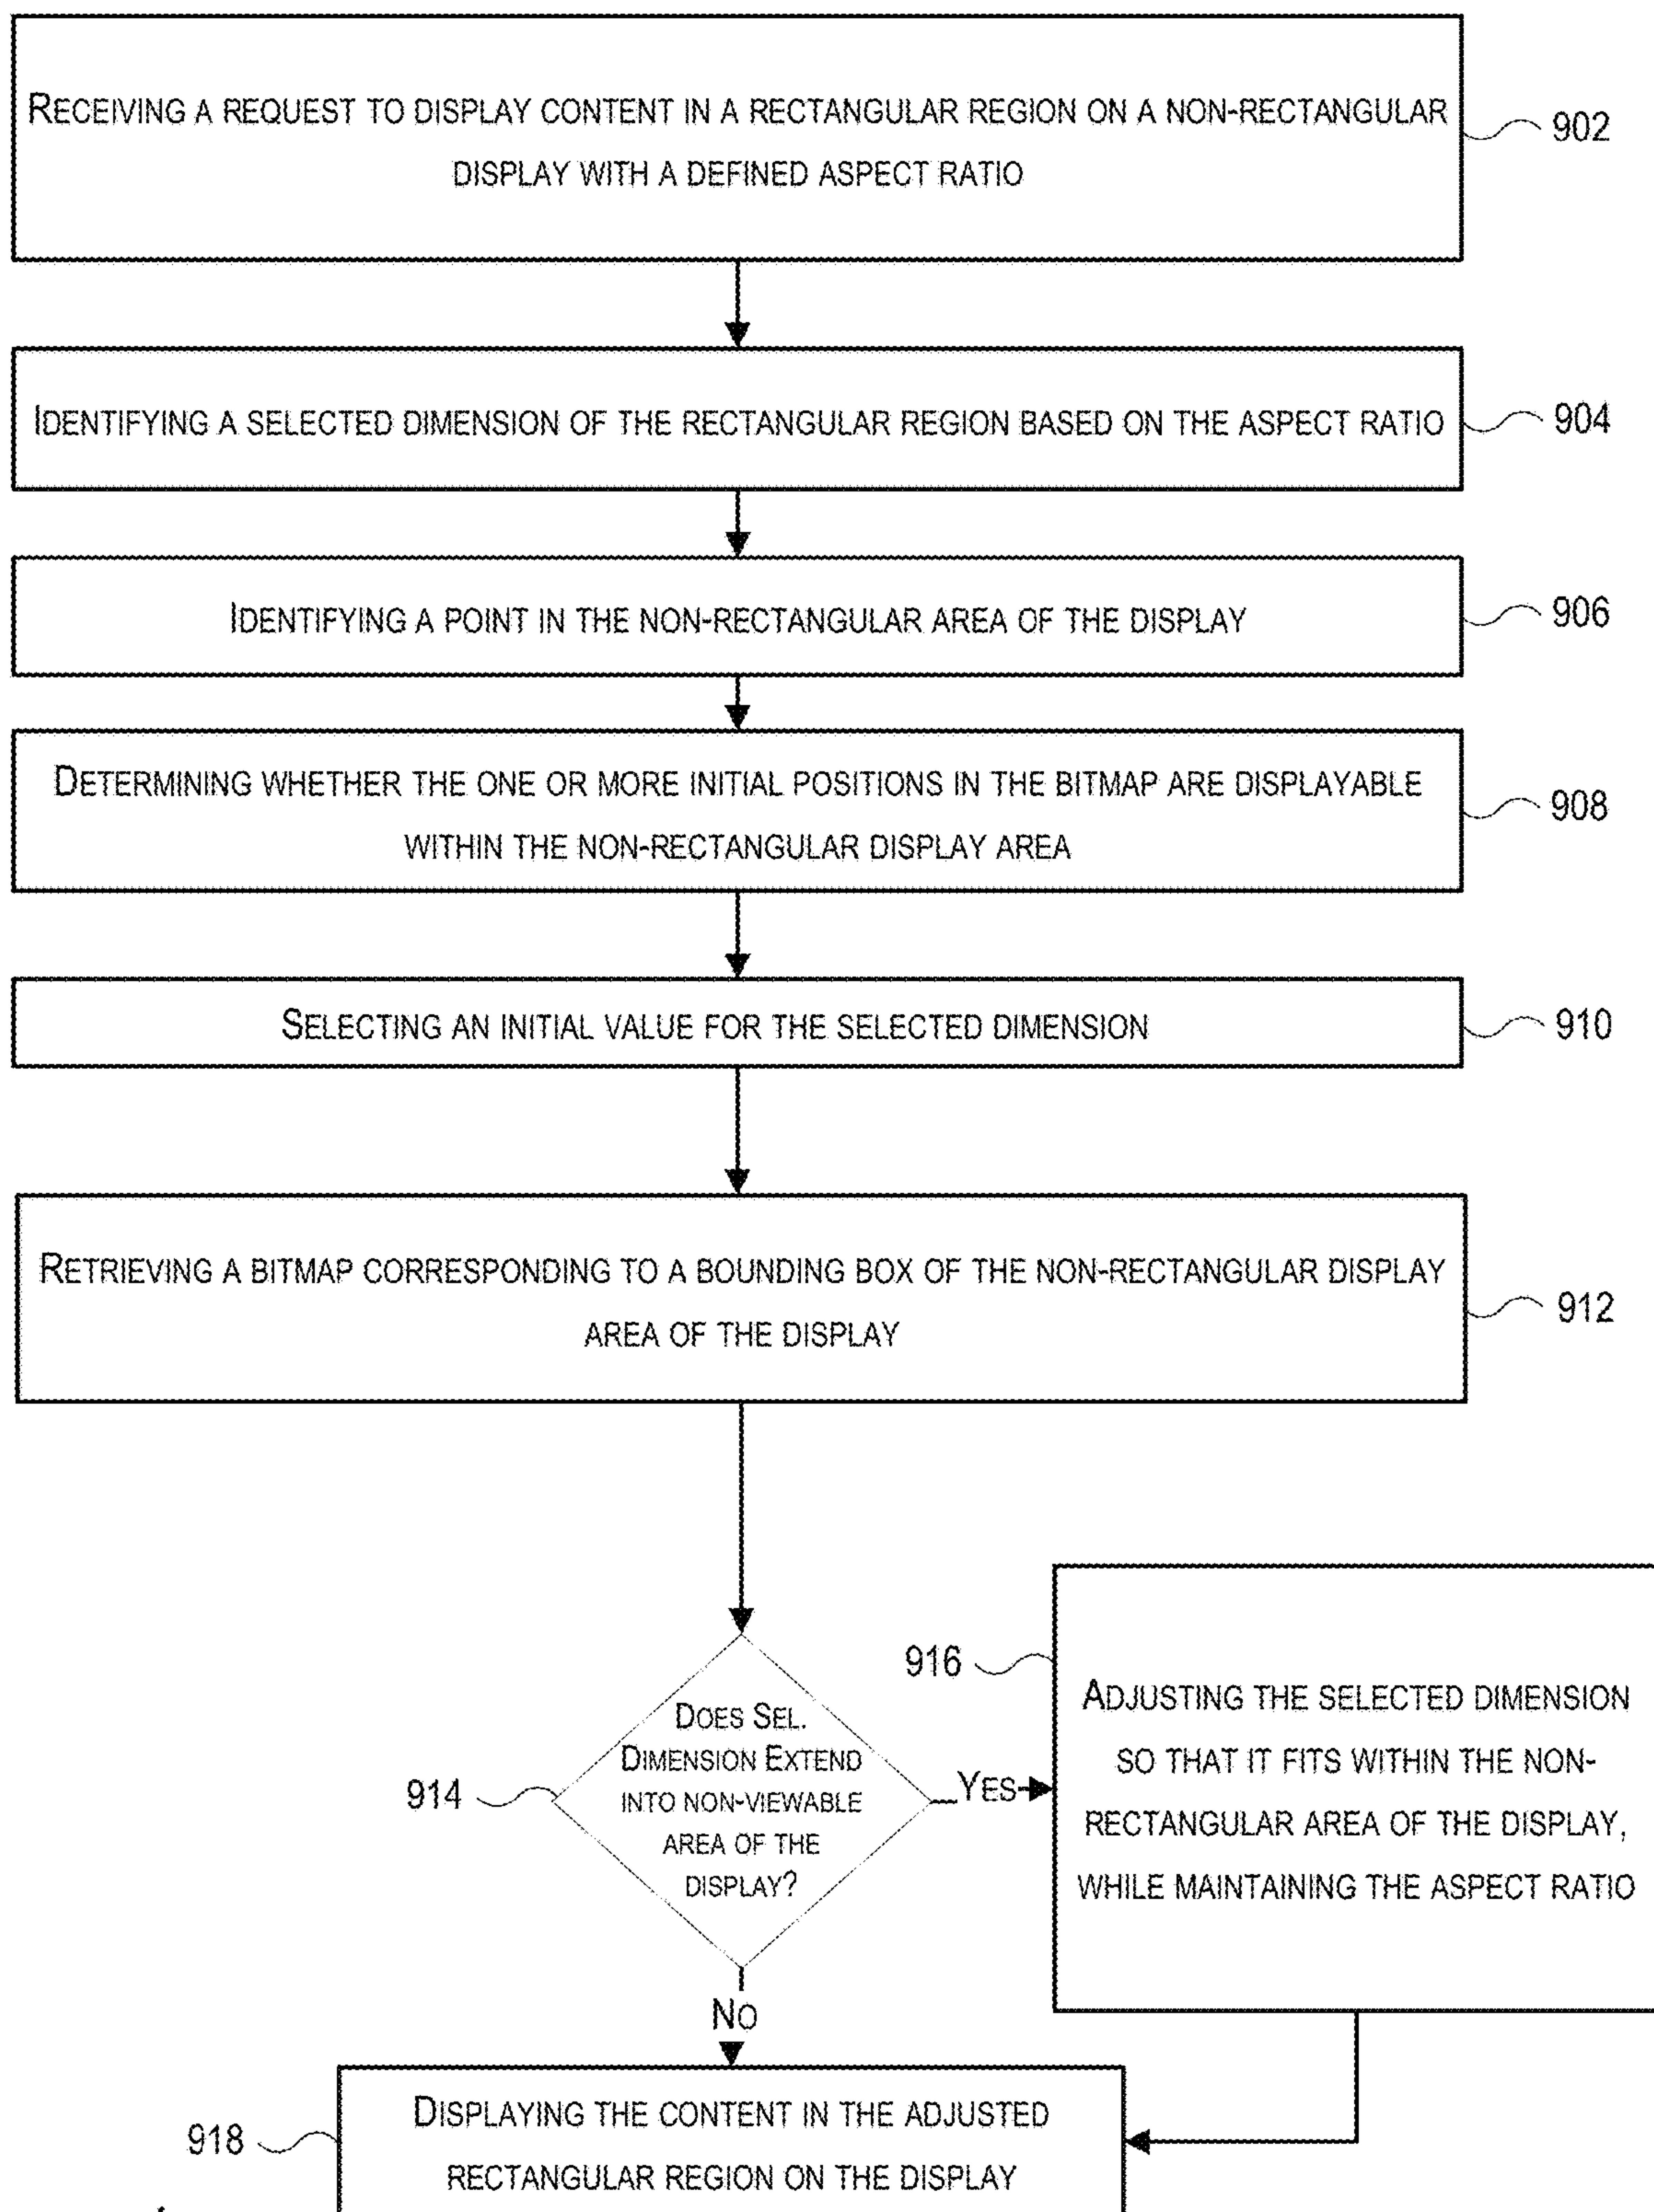 RECEIVING A REQUEST TO DISPLAY CONTENT IN A RECTANGULAR REGION ON A NON-RECTANGULAR
DISPLAY WITH A DEFINED ASPECT RATIO
902
IDENTIFYING A SELECTED DIMENSION OF THE RECTANGULAR REGION BASED ON THE ASPECT RATIO
904
IDENTIFYING A POINT IN THE NON-RECTANGULAR AREA OF THE DISPLAY
906
DETERMINING WHETHER THE ONE OR MORE INITIAL POSITIONS IN THE BITMAP ARE DISPLAYABLE
WITHIN THE NON-RECTANGULAR DISPLAY AREA
908
SELECTING AN INITIAL VALUE FOR THE SELECTED DIMENSION
910
RETRIEVING A BITMAP CORRESPONDING TO A BOUNDING BOX OF THE NON-RECTANGULAR DISPLAY
AREA OF THE DISPLAY
912
DOES SEL.
DIMENSION EXTEND
INTO NON-VIEWABLE
AREA OF THE
DISPLAY?
914
YES
NO
916
ADJUSTING THE SELECTED DIMENSION
SO THAT IT FITS WITHIN THE NON-
RECTANGULAR AREA OF THE DISPLAY,
WHILE MAINTAINING THE ASPECT RATIO
918
DISPLAYING THE CONTENT IN THE ADJUSTED
RECTANGULAR REGION ON THE DISPLAY